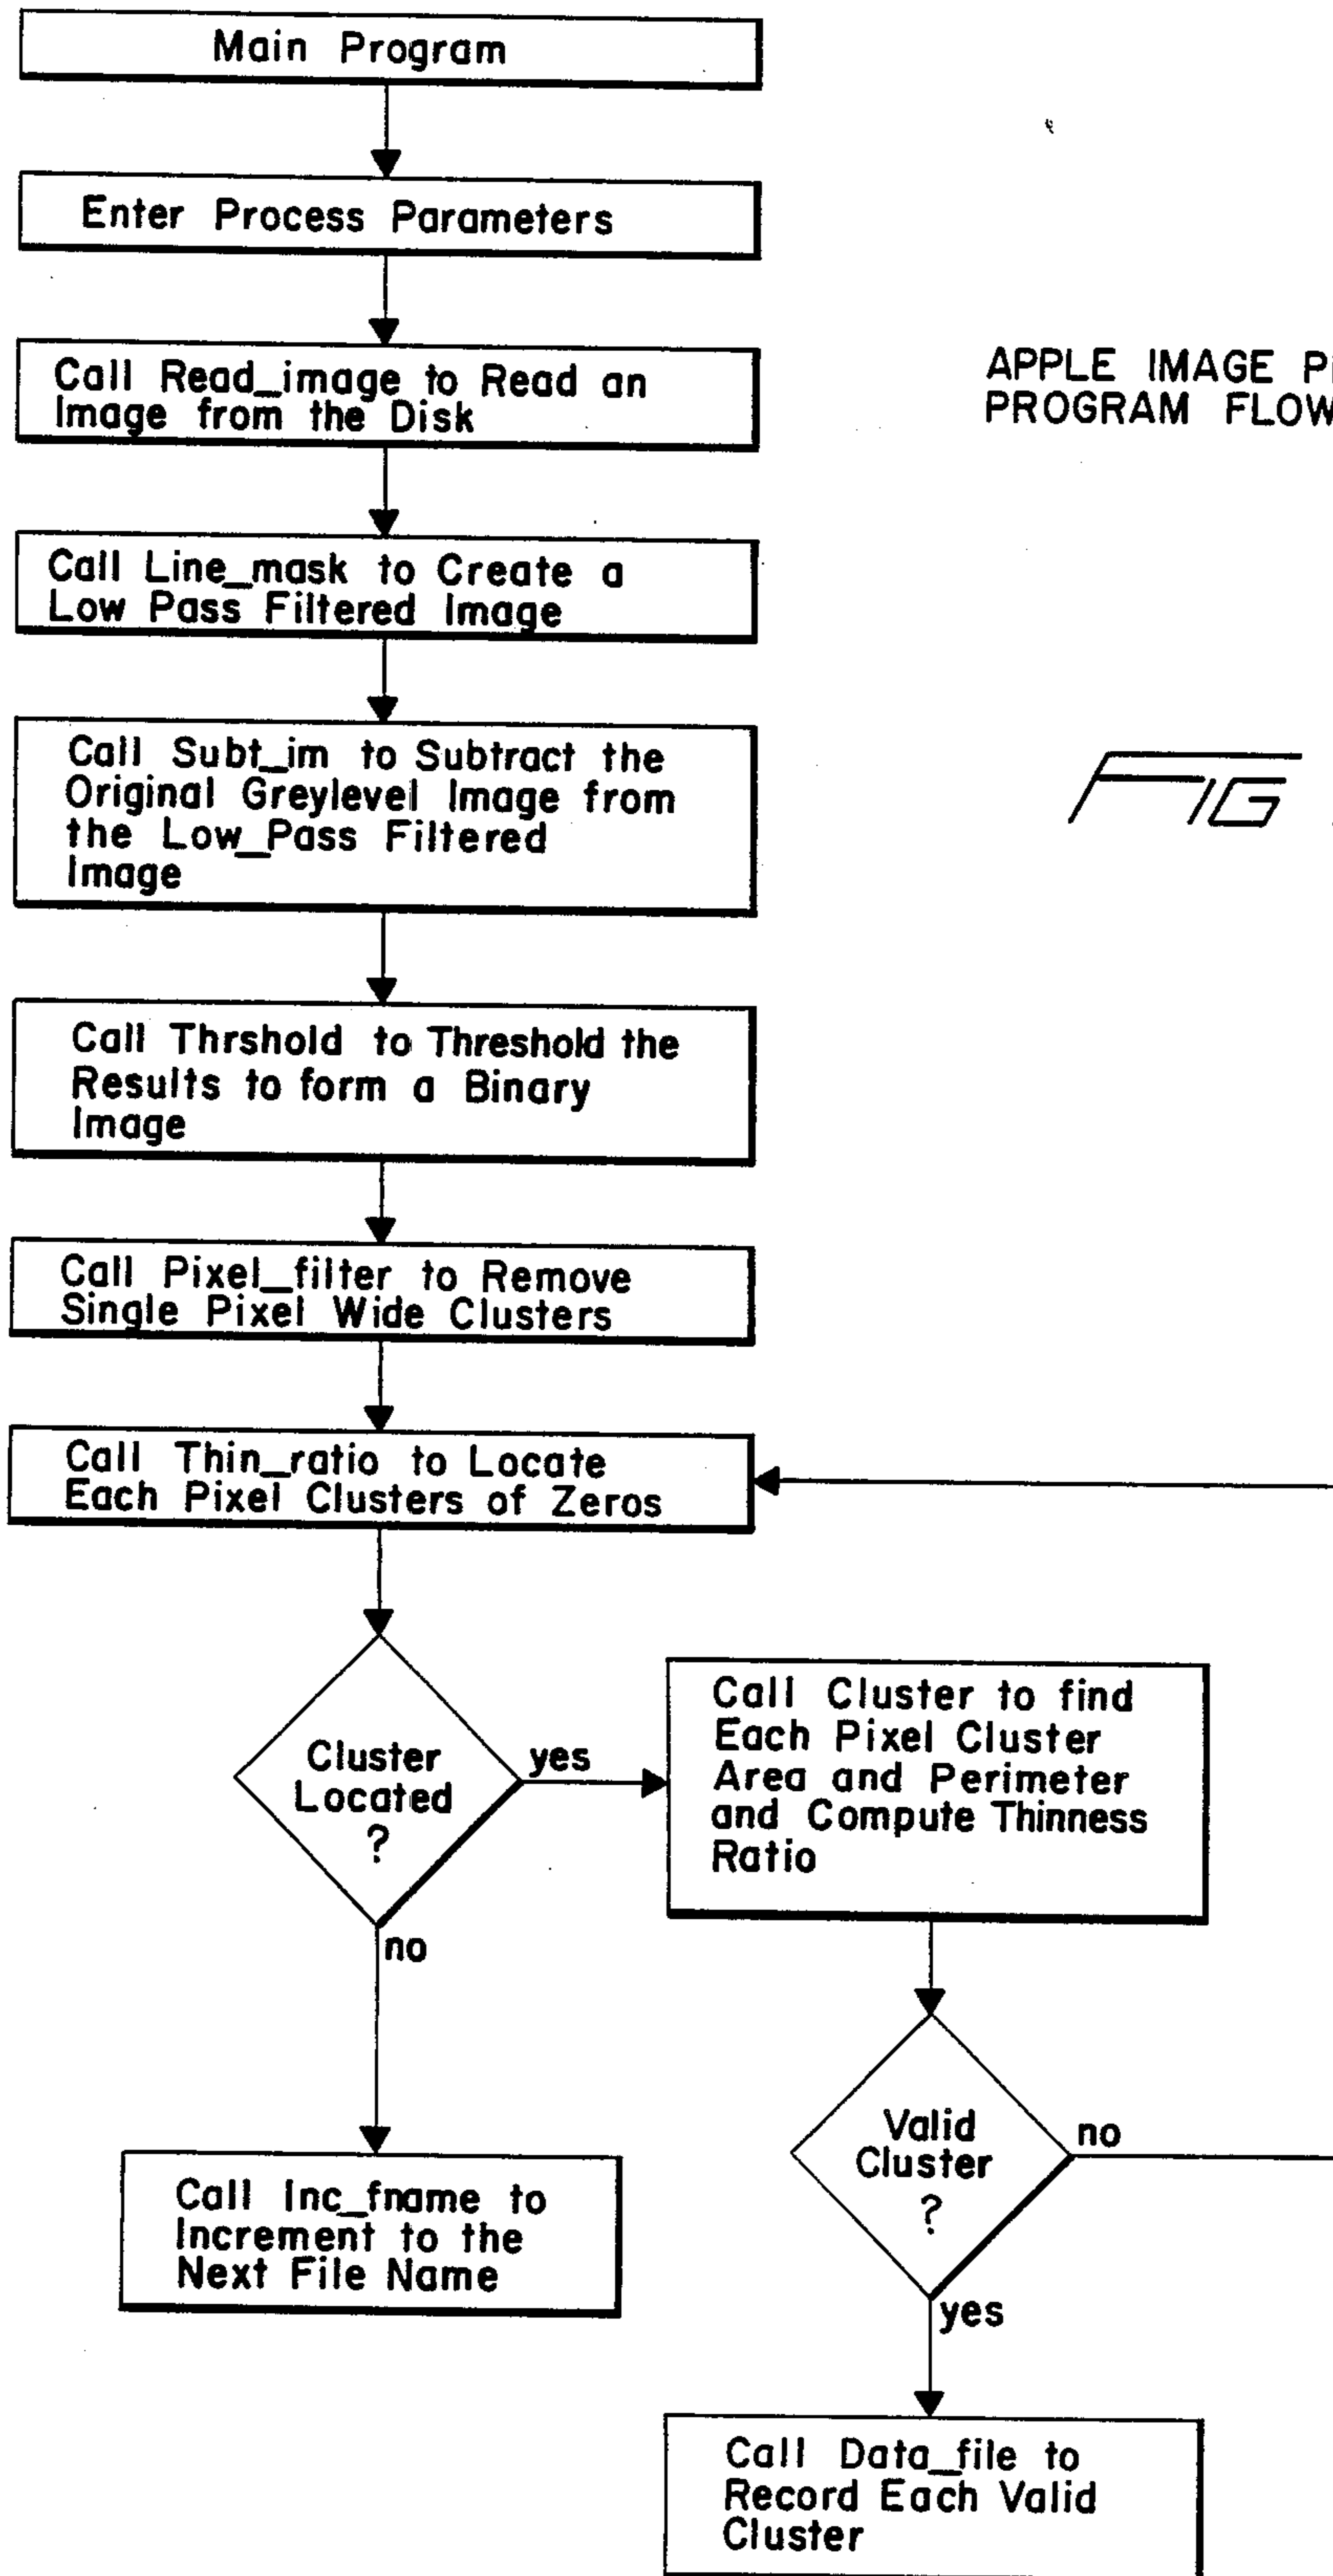 Main Program
Enter Process Parameters
Call Read_image to Read an
Image from the Disk
APPLE IMAGE
PROGRAM FLOW
Call Line_mask to Create a
Low Pass Filtered Image
Call Subt_im to Subtract the
Original Greylevel Image from
the Low_Pass Filtered
Image
FIG
Call Thrshold to Threshold the
Results to form a Binary
Image
Call Pixel_filter to Remove
Single Pixel Wide Clusters
Call Thin_ratio to Locate
Each Pixel Clusters of Zeros
Cluster
Located
?
yes
no
Call Cluster to find
Each Pixel Cluster
Area and Perimeter
and Compute Thinness
Ratio
Valid
Cluster
?
no
yes
Call Inc_fname to
Increment to the
Next File Name
Call Data_file to
Record Each Valid
Cluster